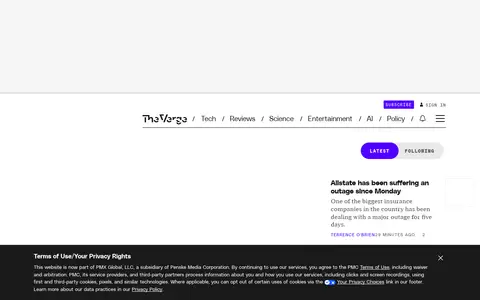 SUBSCRIBE SIGN IN
The Verge / Tech / Reviews / Science / Entertainment / AI / Policy /
LATEST FOLLOWING
Allstate has been suffering an
outage since Monday
One of the biggest insurance
companies in the country has been
dealing with a major outage for five
days.
TERRENCE O'BRIEN MINUTES AGO 2
Terms of Use/Your Privacy Rights
This website is now part of PMX Global, LLC, a subsidiary of Penske Media Corporation. By continuing to use our services, you agree to the PMC Terms of Use, including waiver
and arbitration; PMC, its service providers, and third-party partners process information about you and how you use our services, including by using
first and third-party cookies, pixels, and similar technologies. Where applicable, you can opt out of certain uses of cookies via the Your Privacy Choices link in our footer.
Learn more about our data practices in our Privacy Policy.